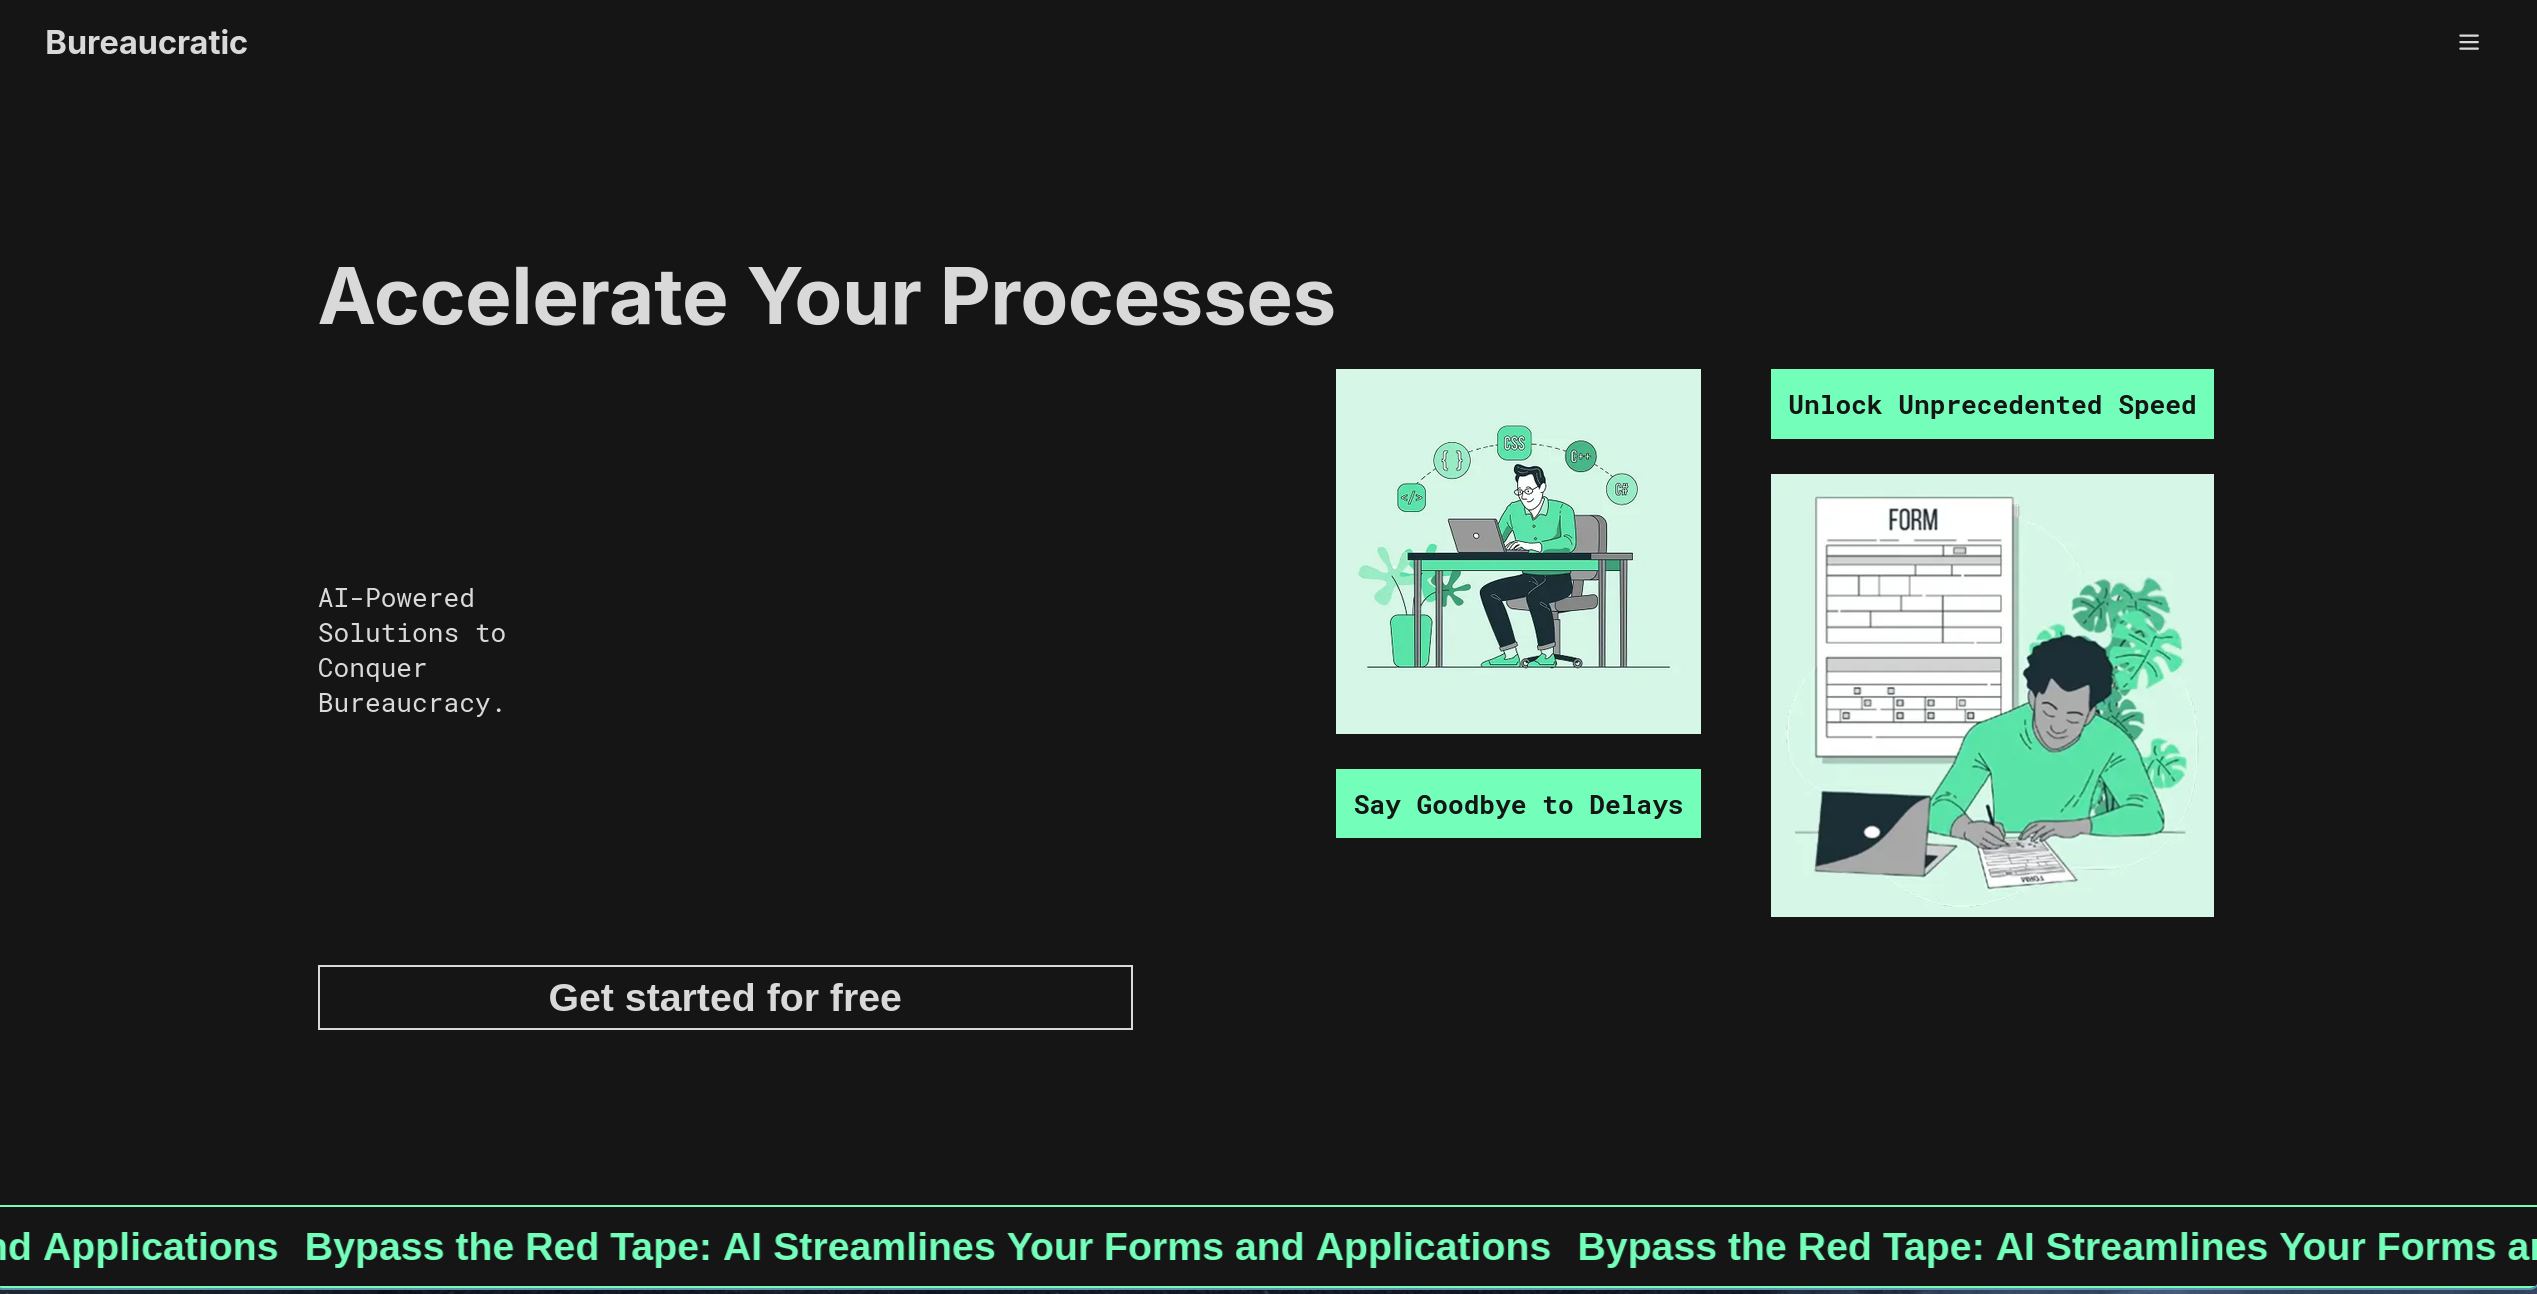 Bureaucratic
Accelerate Your Processes
AI-Powered
Solutions to
Conquer
Bureaucracy.
Get started for free
</>
{ }
CSS
C++
C#
Say Goodbye to Delays
Unlock Unprecedented Speed
FORM
FORM
nd Applications Bypass the Red Tape: AI Streamlines Your Forms and Applications Bypass the Red Tape: AI Streamlines Your Forms an